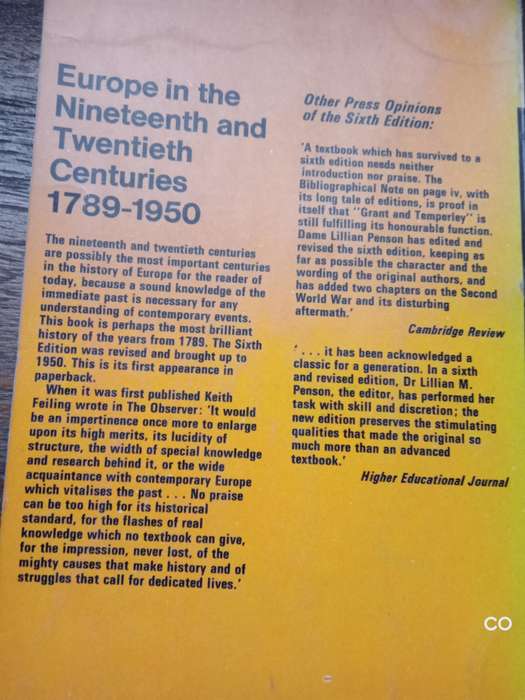 Europe in the
Nineteenth and
Twentieth
Centuries
1789-1950
The nineteenth and twentieth centuries
are possibly the most important centuries
in the history of Europe for the reader of
today, because a sound knowledge of the
immediate past is necessary for any
understanding of contemporary events.
This book is perhaps the most brilliant
history of the years from 1789. The Sixth
Edition was revised and brought up to
1950. This is its first appearance in
paperback.
When it was first published Keith
Feiling wrote in The Observer: 'It would
be an impertinence once more to enlarge
upon its high merits, its lucidity of
structure, the width of special knowledge
and research behind it, or the wide
acquaintance with contemporary Europe
which vitalises the past . . . No praise
can be too high for its historical
standard, for the flashes of real
knowledge which no textbook can give,
for the impression, never lost, of the
mighty causes that make history and of
struggles that call for dedicated lives.'
Other Press Opinions
of the Sixth Edition:
'A textbook which has survived to a
sixth edition needs neither
introduction nor praise. The
Bibliographical Note on page iv, with
its long tale of editions, is proof in
itself that "Grant and Temperley" is
still fulfilling its honourable function.
Dame Lillian Penson has edited and
revised the sixth edition, keeping as
far as possible the character and the
wording of the original authors, and
has added two chapters on the Second
World War and its disturbing
aftermath.'
Cambridge Review
' . . . it has been acknowledged a
classic for a generation. In a sixth
and revised edition, Dr Lillian M.
Penson, the editor, has performed her
task with skill and discretion; the
new edition preserves the stimulating
qualities that made the original so
much more than an advanced
textbook.'
Higher Educational Journal
CO